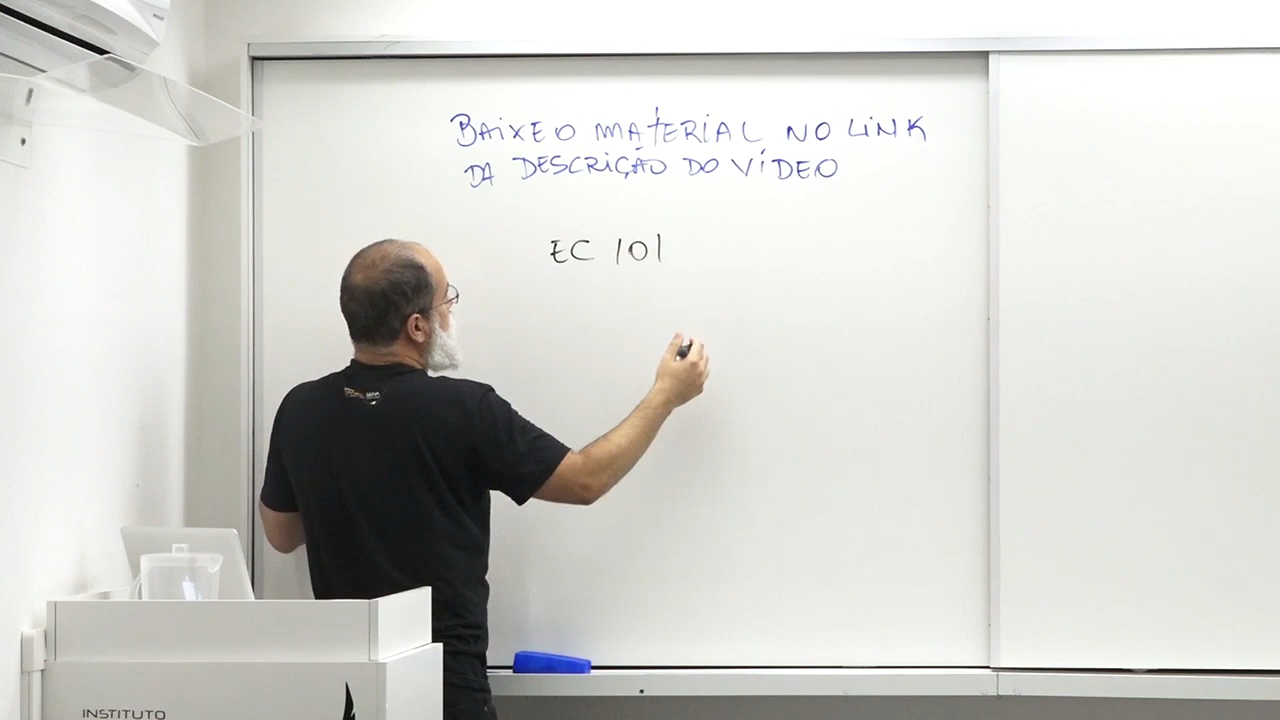 BAIXE O MATERIAL NO LINK
DA DESCRIÇÃO DO VÍDEO
EC 101
INSTITUTO